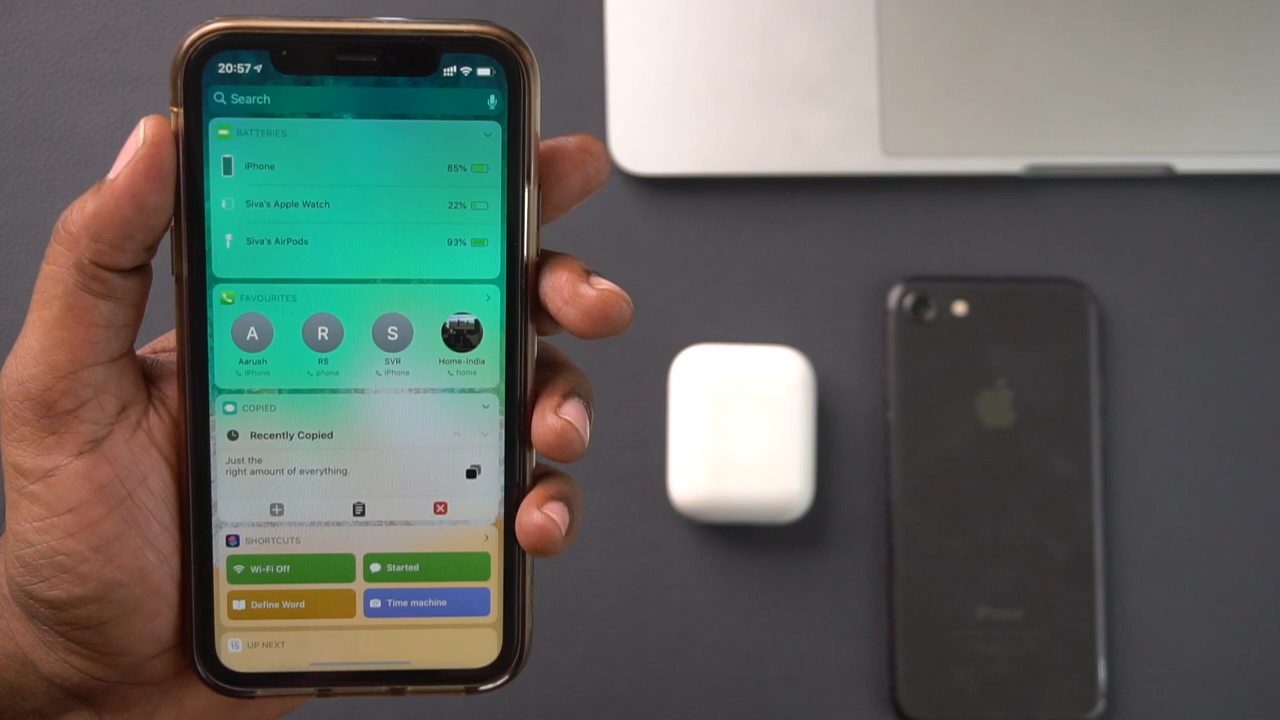 20:57
Search
BATTERIES
iPhone 85%
Siva's Apple Watch 22%
Siva's AirPods 93%
FAVOURITES
A R S
Aarush RS SVR Home-India
iPhone phone iPhone home
COPIED
Recently Copied
Just the
right amount of everything.
SHORTCUTS
Wi-Fi Off Started
Define Word Time machine
15 UP NEXT
iPhone